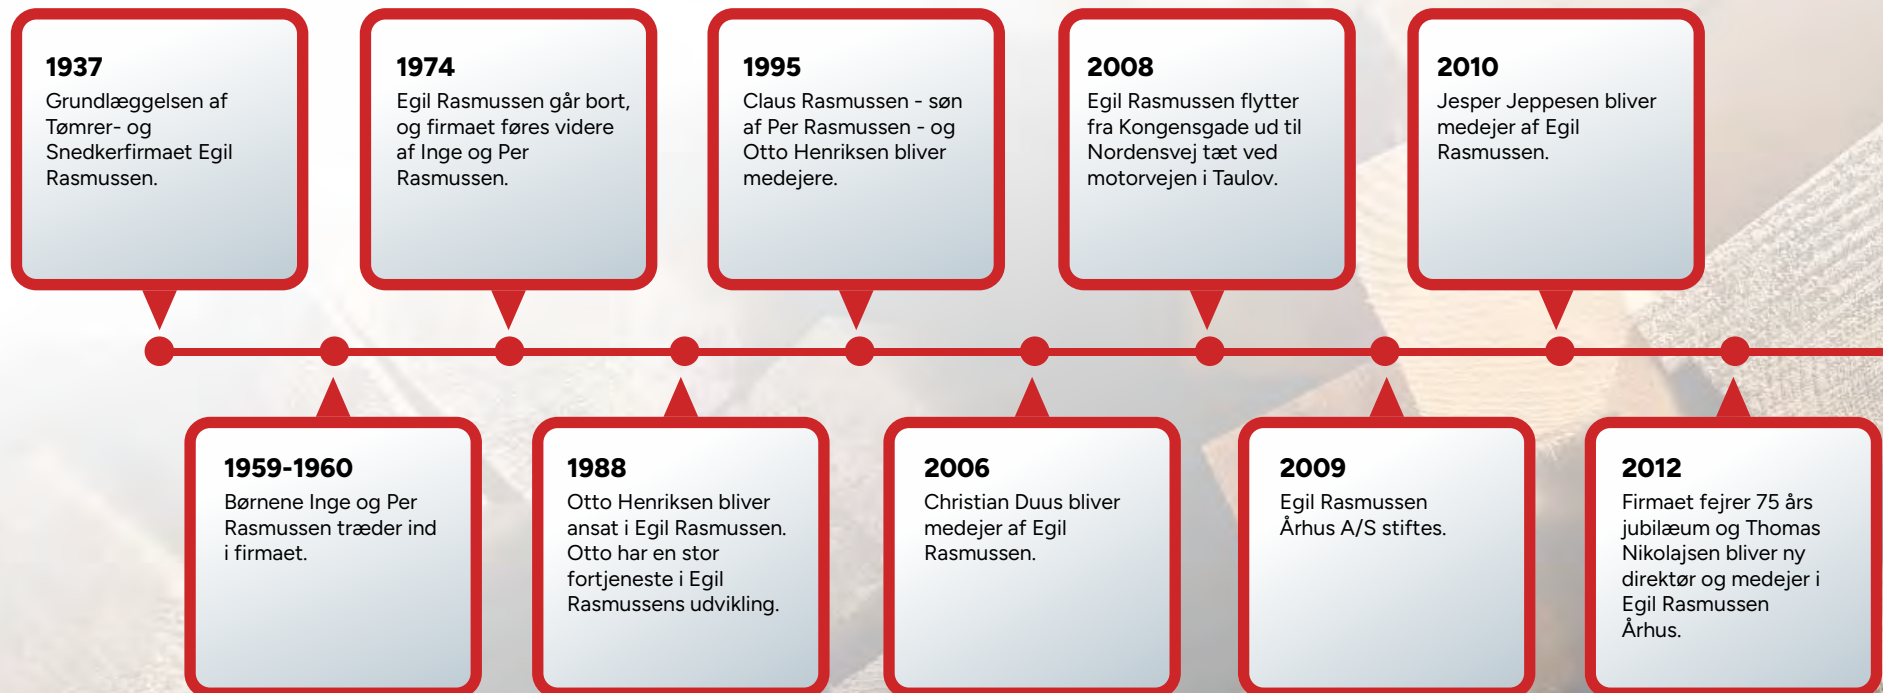 1937
Grundlæggelsen af
Tømrer- og
Snedkerfirmaet Egil
Rasmussen.
1959-1960
Børnene Inge og Per
Rasmussen træder ind
i firmaet.
1974
Egil Rasmussen går bort,
og firmaet føres videre
af Inge og Per
Rasmussen.
1988
Otto Henriksen bliver
ansat i Egil Rasmussen.
Otto har en stor
fortjeneste i Egil
Rasmussens udvikling.
1995
Claus Rasmussen - søn
af Per Rasmussen - og
Otto Henriksen bliver
medejere.
2006
Christian Duus bliver
medejer af Egil
Rasmussen.
2008
Egil Rasmussen flytter
fra Kongensgade ud til
Nordensvej tæt ved
motorvejen i Taulov.
2009
Egil Rasmussen
Århus A/S stiftes.
2010
Jesper Jeppesen bliver
medejer af Egil
Rasmussen.
2012
Firmaet fejrer 75 års
jubilæum og Thomas
Nikolajsen bliver ny
direktør og medejer i
Egil Rasmussen
Århus.